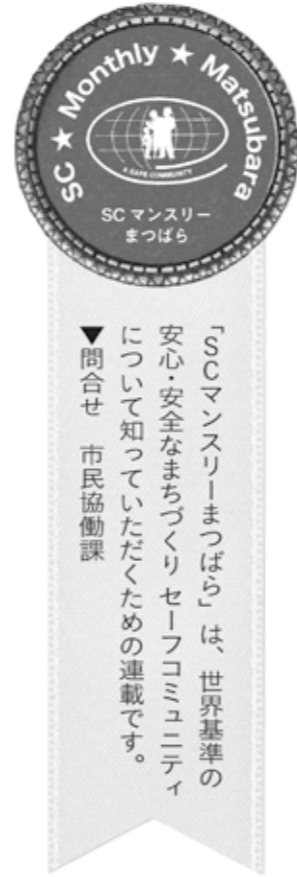 SC ★ Monthly ★ Matsubara
A SAFE COMMUNITY
SC マンスリー
まつばら
「SCマンスリーまつばら」は、世界基準の
安心・安全なまちづくり セーフコミュニティ
について知っていただくための連載です。
▼問合せ 市民協働課